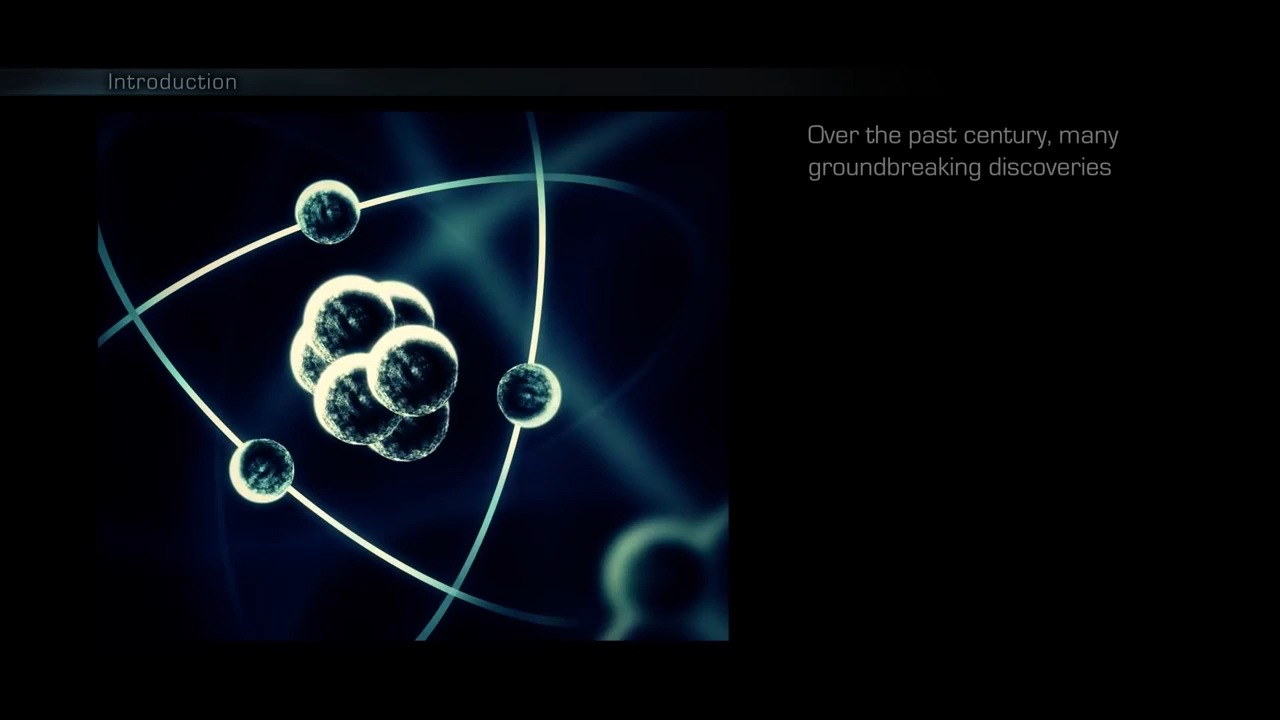 Introduction
Over the past century, many
groundbreaking discoveries